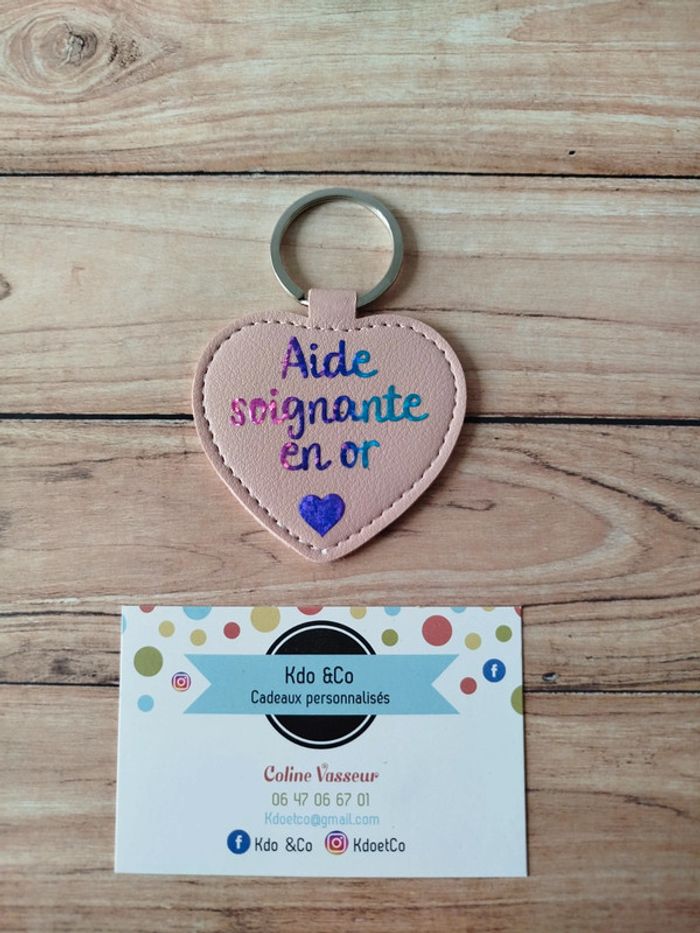 Aide
soignante
en or
Kdo &Co
Cadeaux personnalisés
Coline Vasseur
06 47 06 67 01
Kdoetco@gmail.com
Kdo &Co KdoetCo